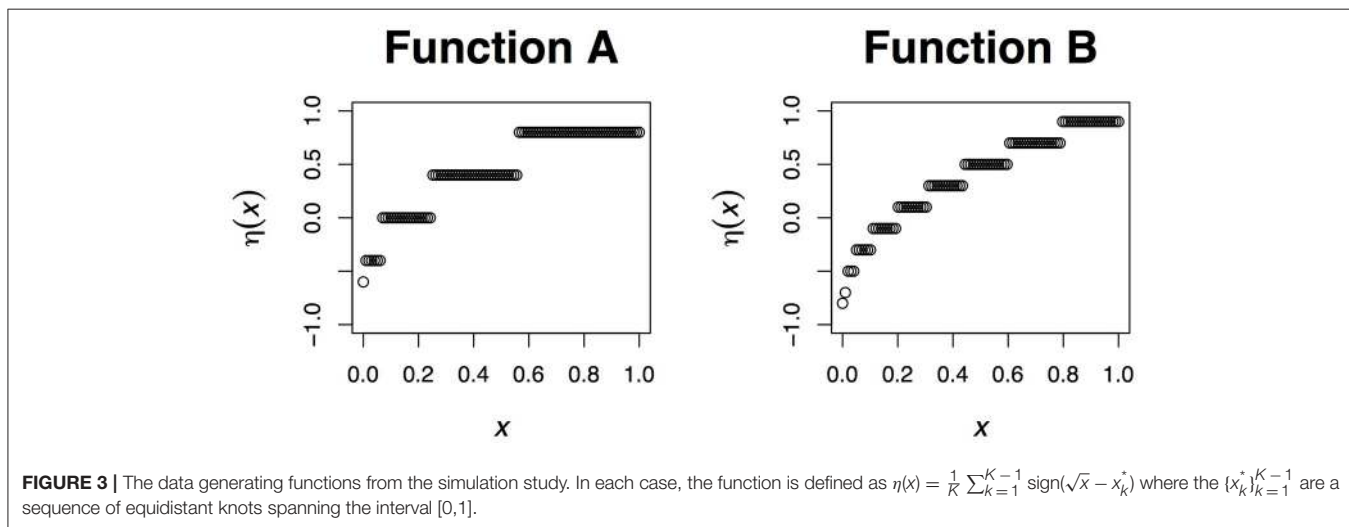 Function A
Function B
η(x)
1.0
0.5
0.0
−1.0
0.0 0.2 0.4 0.6 0.8 1.0
x
η(x)
1.0
0.5
0.0
−1.0
0.0 0.2 0.4 0.6 0.8 1.0
x
FIGURE 3 | The data generating functions from the simulation study. In each case, the function is defined as η(x) = 1/K ∑_{k=1}^{K−1} sign(√x − x*_k) where the {x*_k}_{k=1}^{K−1} are a
sequence of equidistant knots spanning the interval [0,1].